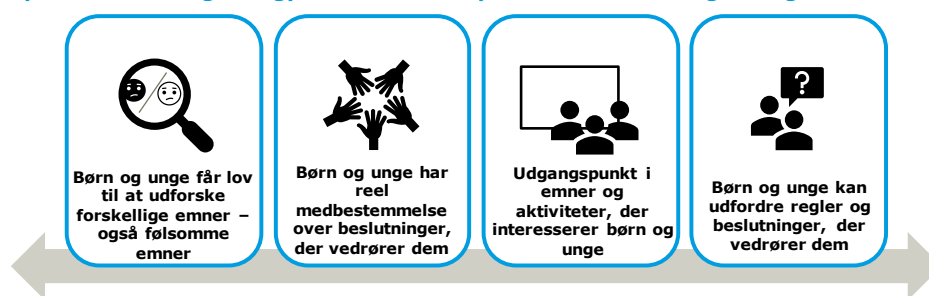 Børn og unge får lov
til at udforske
forskellige emner –
også følsomme
emner
Børn og unge har
reel
medbestemmelse
over beslutninger,
der vedrører dem
Udgangspunkt i
emner og
aktiviteter, der
interesserer børn og
unge
?
Børn og unge kan
udfordre regler og
beslutninger, der
vedrører dem